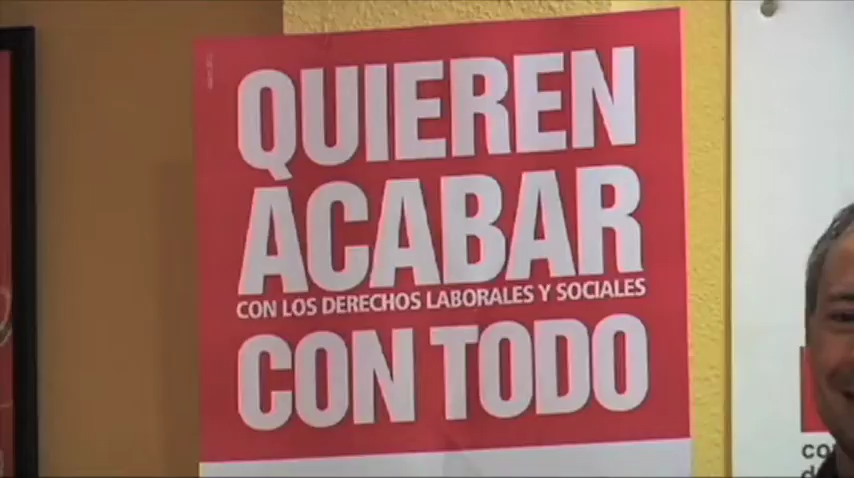 QUIEREN
ACABAR
CON LOS DERECHOS LABORALES Y SOCIALES
CON TODO